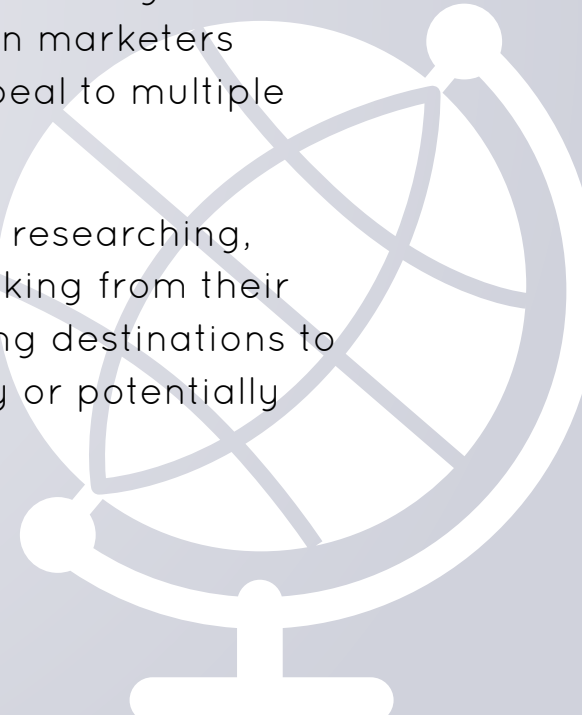 n marketers
peal to multiple
researching,
king from their
ng destinations to
y or potentially